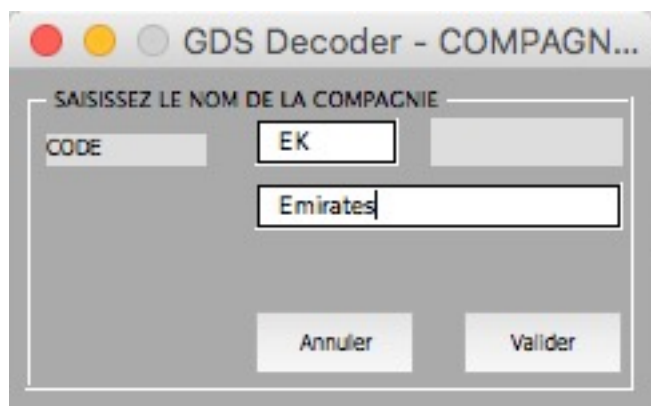 GDS Decoder - COMPAGN...
SAISISSEZ LE NOM DE LA COMPAGNIE
CODE EK
Emirates
Annuler Valider